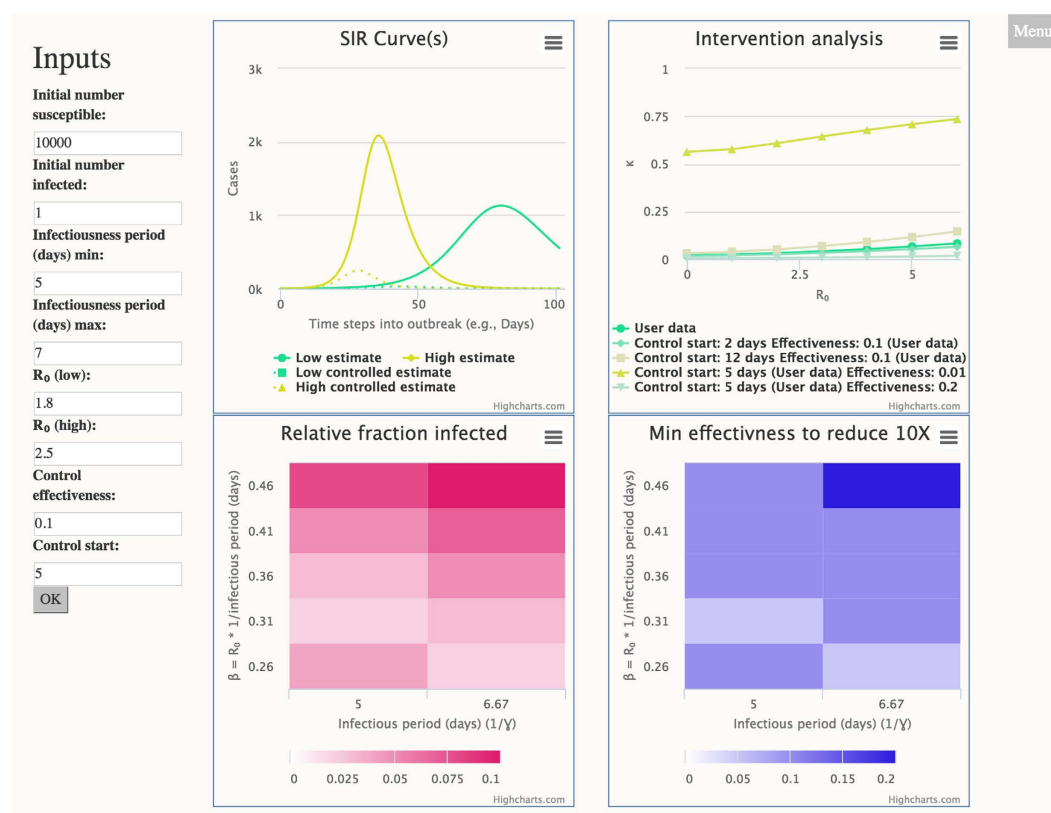 Menu
Inputs
Initial number
susceptible:
10000
Initial number
infected:
1
Infectiousness period
(days) min:
5
Infectiousness period
(days) max:
7
R₀ (low):
1.8
R₀ (high):
2.5
Control
effectiveness:
0.1
Control start:
5
OK
SIR Curve(s)
3k
2k
1k
0k
Cases
0 50 100
Time steps into outbreak (e.g., Days)
Low estimate High estimate
Low controlled estimate
High controlled estimate
Highcharts.com
Intervention analysis
1
0.75
0.5
0.25
0
κ
0 2.5 5
R₀
User data
Control start: 2 days Effectiveness: 0.1 (User data)
Control start: 12 days Effectiveness: 0.1 (User data)
Control start: 5 days (User data) Effectiveness: 0.01
Control start: 5 days (User data) Effectiveness: 0.2
Highcharts.com
Relative fraction infected
β = R₀ * 1/infectious period (days)
0.46
0.41
0.36
0.31
0.26
5 6.67
Infectious period (days) (1/Ɣ)
0 0.025 0.05 0.075 0.1
Highcharts.com
Min effectivness to reduce 10X
β = R₀ * 1/infectious period (days)
0.46
0.41
0.36
0.31
0.26
5 6.67
Infectious period (days) (1/Ɣ)
0 0.05 0.1 0.15 0.2
Highcharts.com